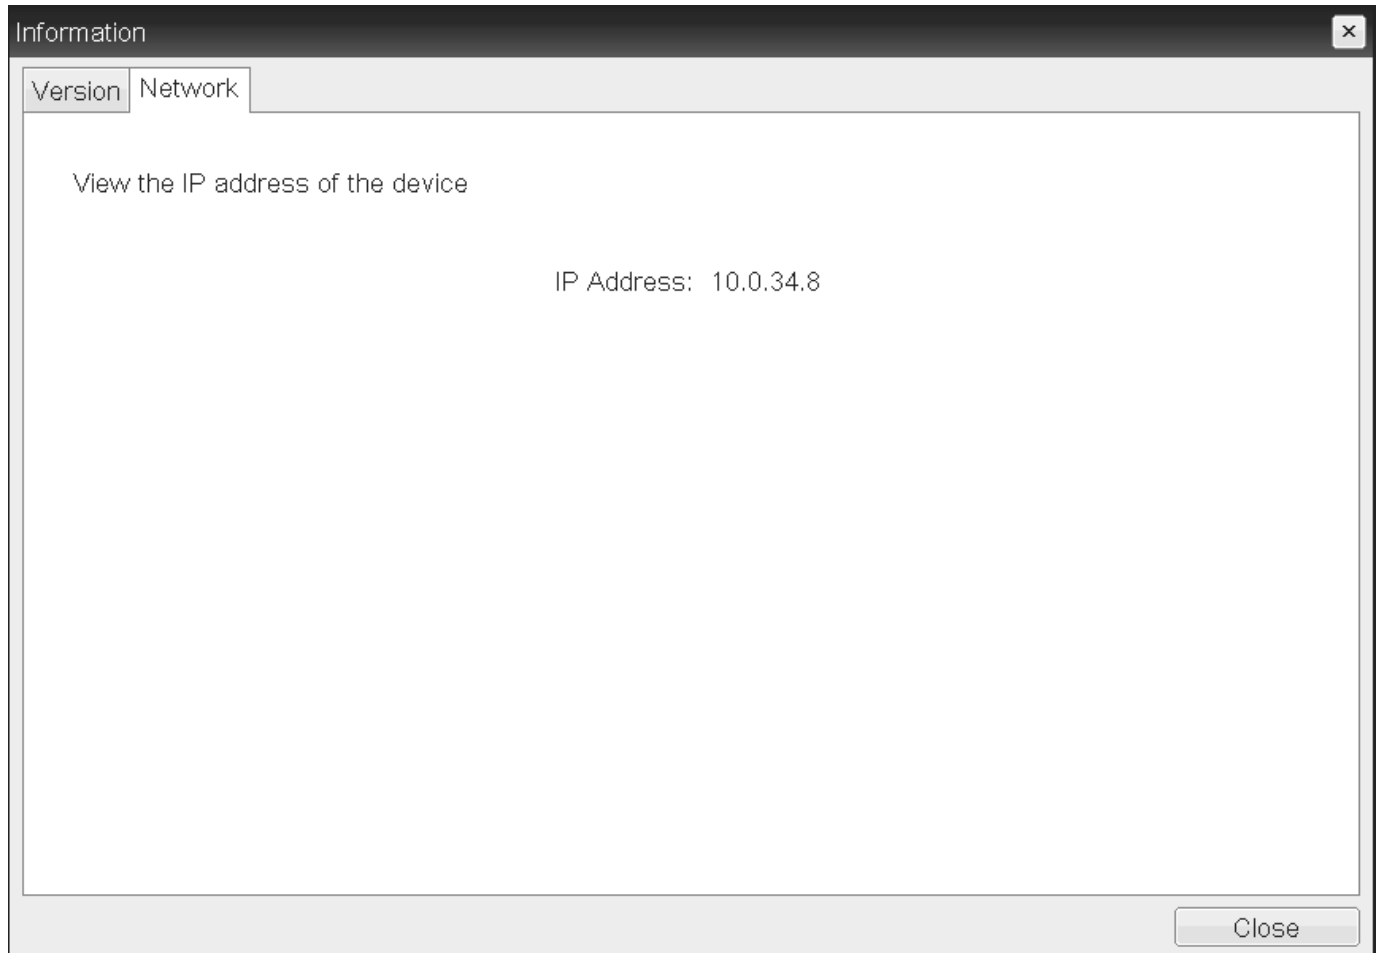 Information
Version Network
View the IP address of the device
IP Address: 10.0.34.8
Close